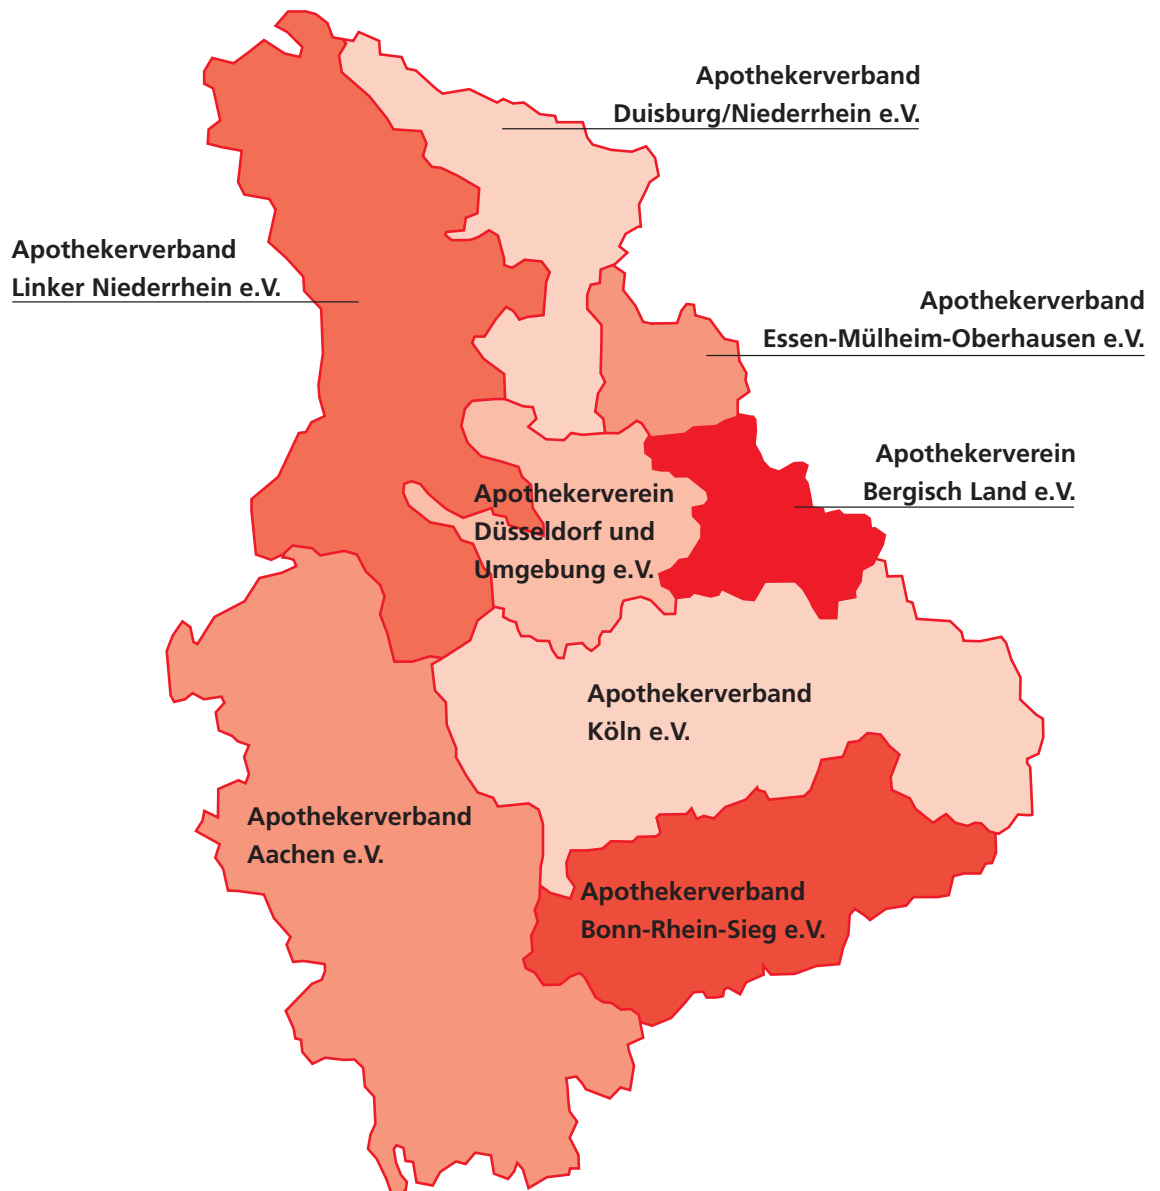 Apothekerverband
Duisburg/Niederrhein e.V.
Apothekerverband
Linker Niederrhein e.V.
Apothekerverband
Essen-Mülheim-Oberhausen e.V.
Apothekerverein
Bergisch Land e.V.
Apothekerverein
Düsseldorf und
Umgebung e.V.
Apothekerverband
Köln e.V.
Apothekerverband
Aachen e.V.
Apothekerverband
Bonn-Rhein-Sieg e.V.